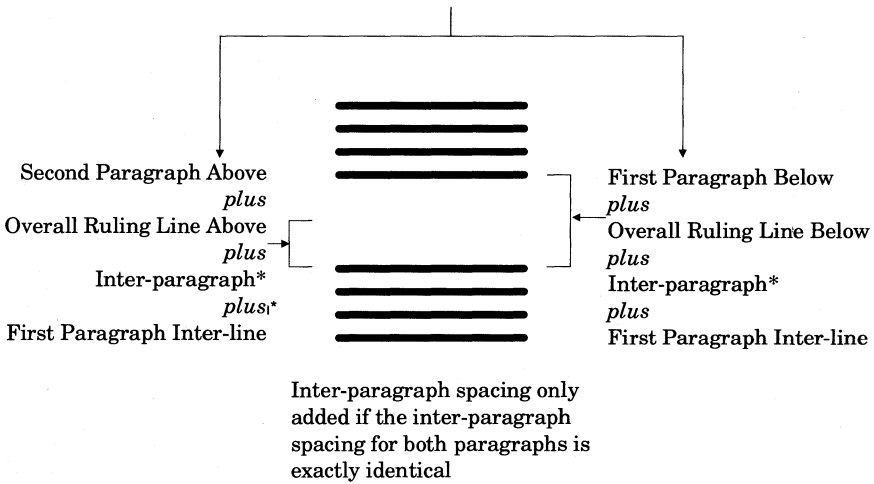 Second Paragraph Above
plus
Overall Ruling Line Above
plus
Inter-paragraph*
plus|*
First Paragraph Inter-line
First Paragraph Below
plus
Overall Ruling Line Below
plus
Inter-paragraph*
plus
First Paragraph Inter-line
Inter-paragraph spacing only
added if the inter-paragraph
spacing for both paragraphs is
exactly identical